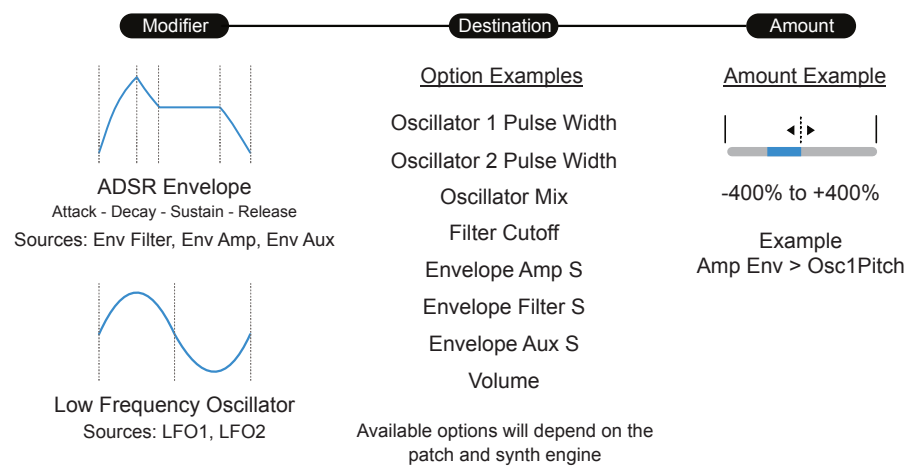 Modifier
Destination
Amount
ADSR Envelope
Attack - Decay - Sustain - Release
Sources: Env Filter, Env Amp, Env Aux
Low Frequency Oscillator
Sources: LFO1, LFO2
Option Examples
Oscillator 1 Pulse Width
Oscillator 2 Pulse Width
Oscillator Mix
Filter Cutoff
Envelope Amp S
Envelope Filter S
Envelope Aux S
Volume
Available options will depend on the
patch and synth engine
Amount Example
-400% to +400%
Example
Amp Env > Osc1Pitch